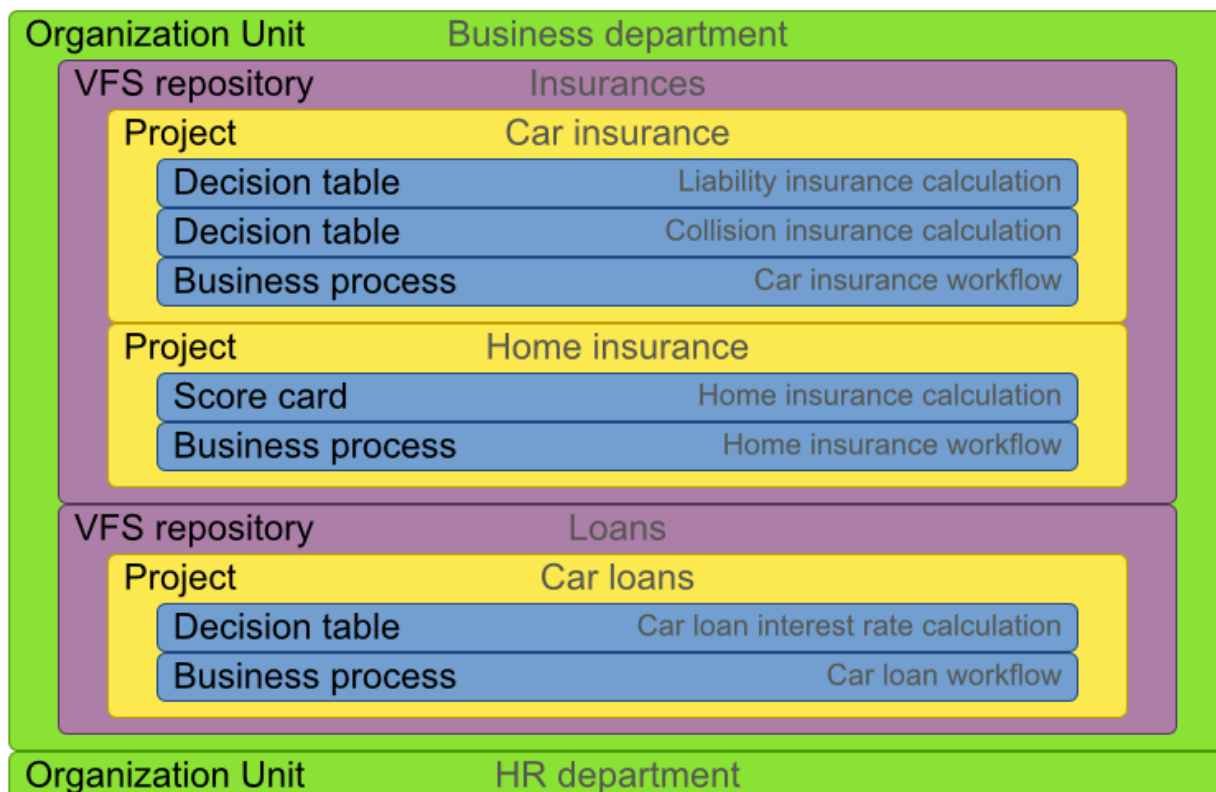 Organization Unit Business department
VFS repository Insurances
Project Car insurance
Decision table Liability insurance calculation
Decision table Collision insurance calculation
Business process Car insurance workflow
Project Home insurance
Score card Home insurance calculation
Business process Home insurance workflow
VFS repository Loans
Project Car loans
Decision table Car loan interest rate calculation
Business process Car loan workflow
Organization Unit HR department